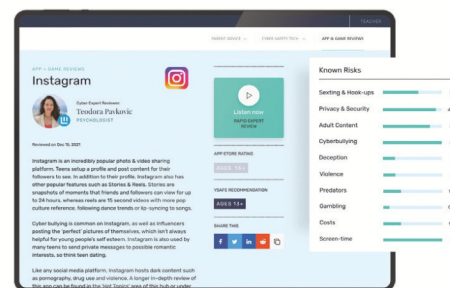 TEACHER
PARENT ADVICE
CYBER SAFETY TECH
APP & GAME REVIEWS
APP + GAME REVIEWS
Instagram
Cyber Expert Reviewer:
Teodora Pavkovic
PSYCHOLOGIST
Reviewed on Dec 15, 2021
Instagram is an incredibly popular photo & video sharing
platform. Teens setup a profile and post content for their
followers to see. In addition to their profile, Instagram also has
other popular features such as Stories & Reels. Stories are
snapshots of moments that friends and followers can view for up
to 24 hours, whereas reels are 15 second videos with more pop
culture reference, following dance trends or lip-syncing to songs.
Cyber bullying is common on Instagram, as well as Influencers
posting the 'perfect' pictures of themselves, which isn't always
helpful for young people's self esteem. Instagram is also used by
many teens to send private messages to possible romantic
interests, so think teen dating.
Like any social media platform, Instagram hosts dark content such
as pornography, drug use and violence. A longer in-depth review of
this app can be found in the 'Hot Topics' area of this hub or under
Listen now
RAPID EXPERT
REVIEW
APP STORE RATING
YSAFE RECOMMENDATION
AGES 15+
SHARE THIS
Known Risks
Sexting & Hook-ups
Privacy & Security
Adult Content
Cyberbullying
Deception
Violence
Predators
Gambling
Costs
Screen-time